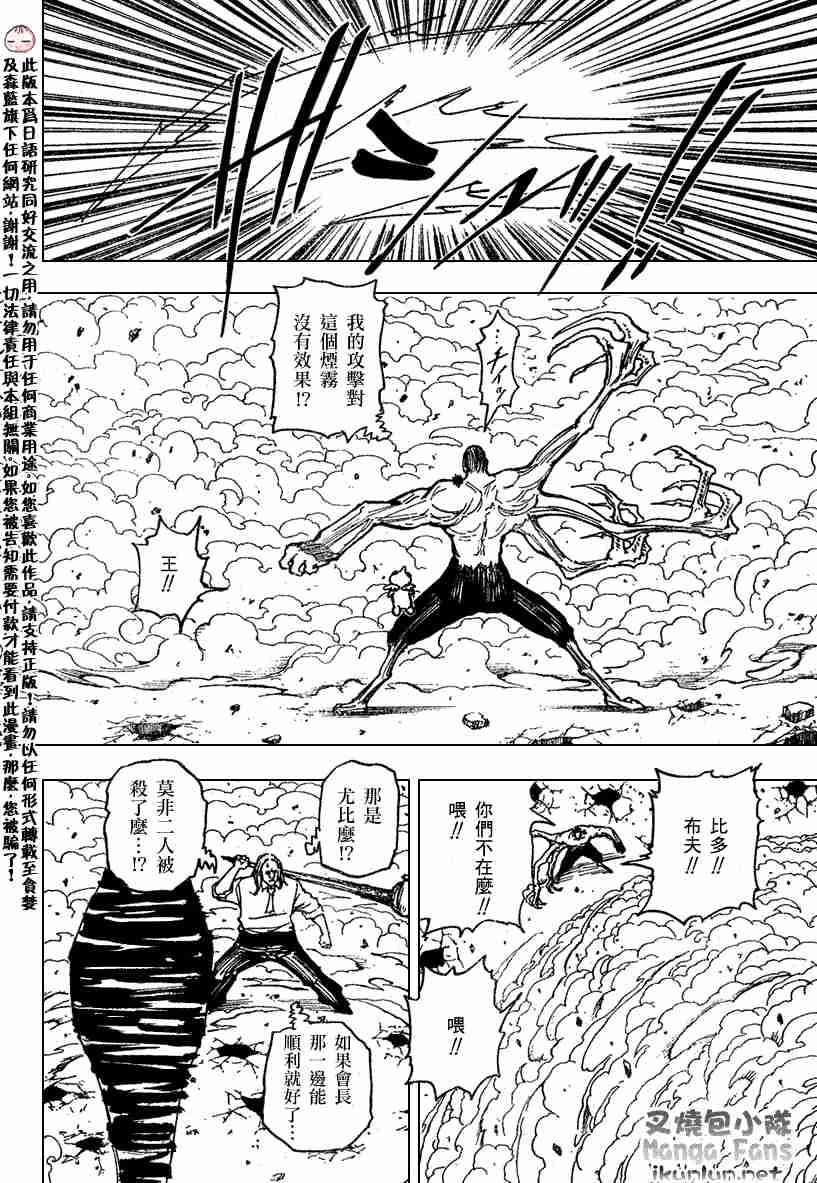 此版本爲日語研究同好交流之用,請勿用于任何商業用途。如您喜歡此作品,請支持正版!請勿以任何形式轉載至貪婪
及森藍旗下任何網站,謝謝!一切法律責任與本組無關。如果您被告知需要付款才能看到此漫畫,那麼,您被騙了!
…チィッ
我的攻擊對
這個煙霧
沒有效果!?
王!!
比多!!
布夫!!
你們不在麼!!
喂!!
喂!!
那是
尤比麼!?
莫非二人被
殺了麼…!?
如果會長
那一邊能
順利就好了…
叉燒包小隊
Manga Fans
ikunlun.net